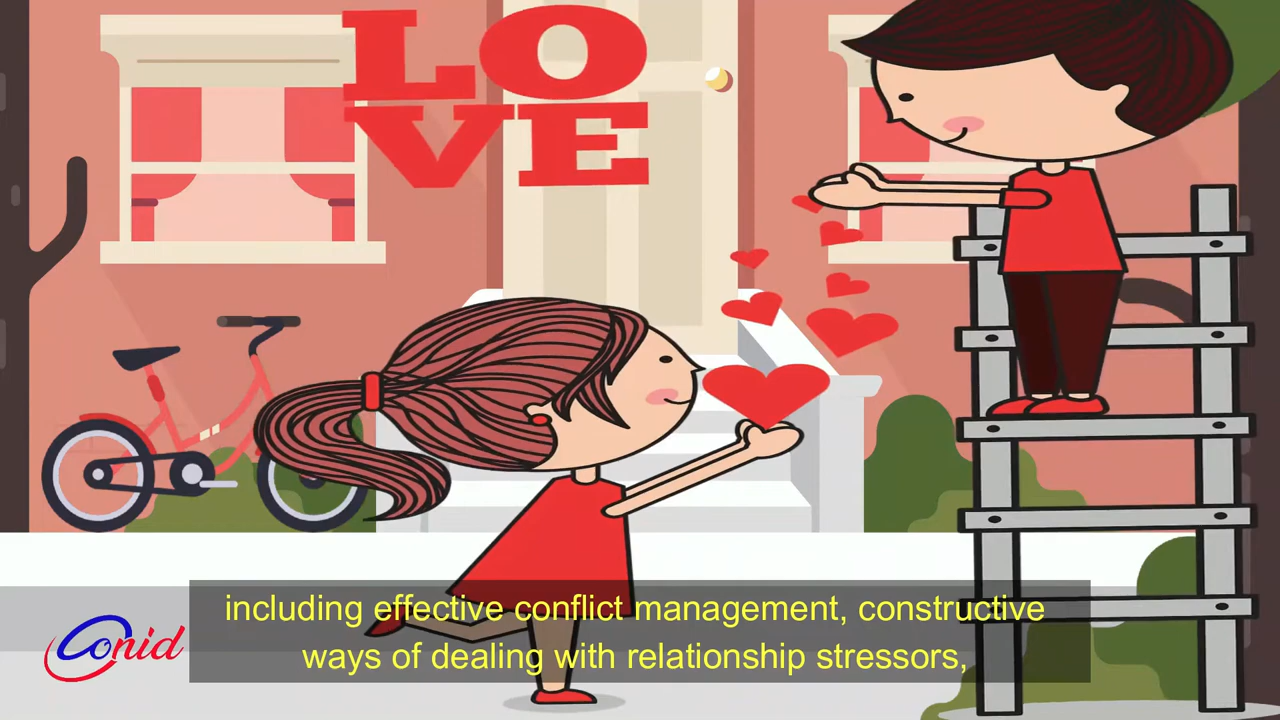 LO
VE
including effective conflict management, constructive
ways of dealing with relationship stressors,
Conid